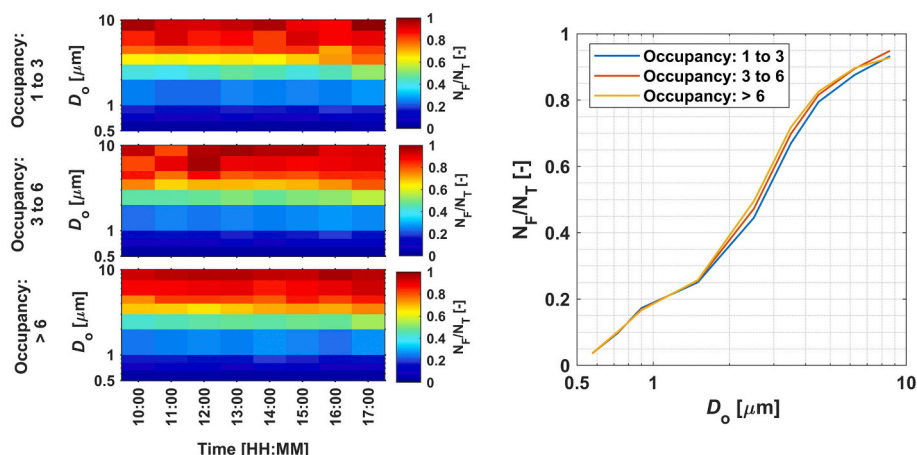 Occupancy:
1 to 3
Dₒ [μm]
10
1
0.5
1
0.8
0.6
0.4
0.2
0
N_F/N_T [-]
Occupancy:
3 to 6
Dₒ [μm]
10
1
0.5
1
0.8
0.6
0.4
0.2
0
N_F/N_T [-]
Occupancy:
> 6
Dₒ [μm]
10
1
0.5
1
0.8
0.6
0.4
0.2
0
N_F/N_T [-]
10:00
11:00
12:00
13:00
14:00
15:00
16:00
17:00
Time [HH:MM]
N_F/N_T [-]
1
0.8
0.6
0.4
0.2
0
Occupancy: 1 to 3
Occupancy: 3 to 6
Occupancy: > 6
0.5
1
10
Dₒ [μm]